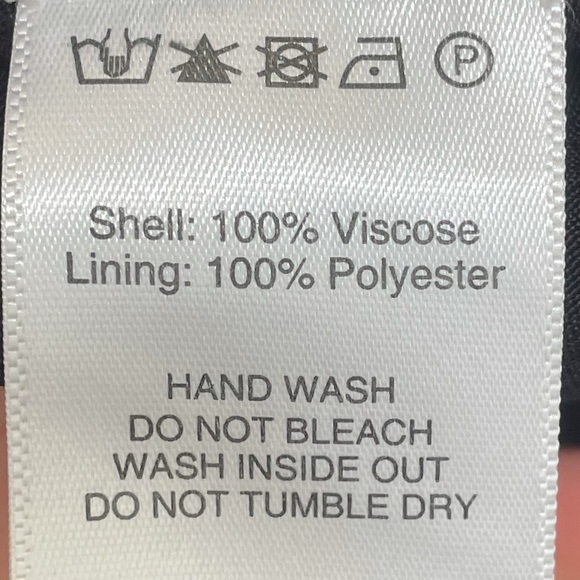 P
Shell: 100% Viscose
Lining: 100% Polyester
HAND WASH
DO NOT BLEACH
WASH INSIDE OUT
DO NOT TUMBLE DRY